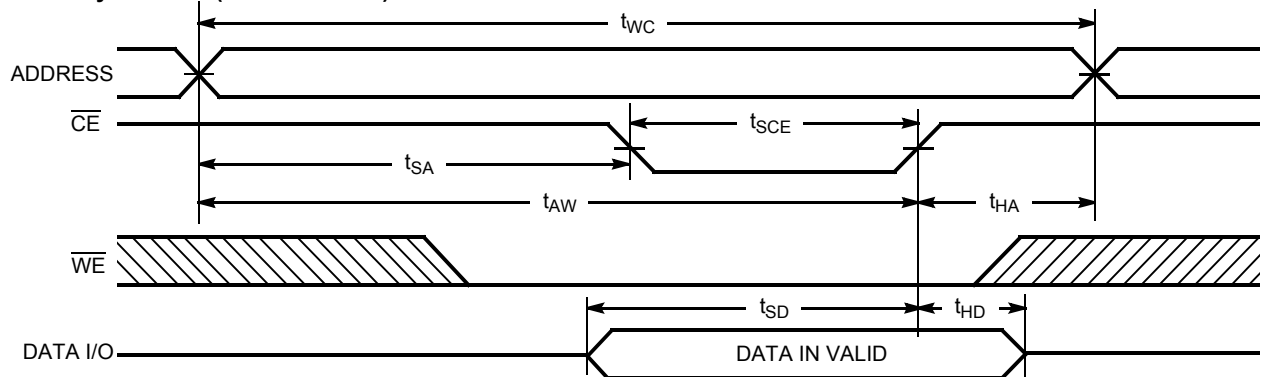 tWC
ADDRESS
CE
tSCE
tSA
tAW
tHA
WE
tSD
tHD
DATA I/O
DATA IN VALID